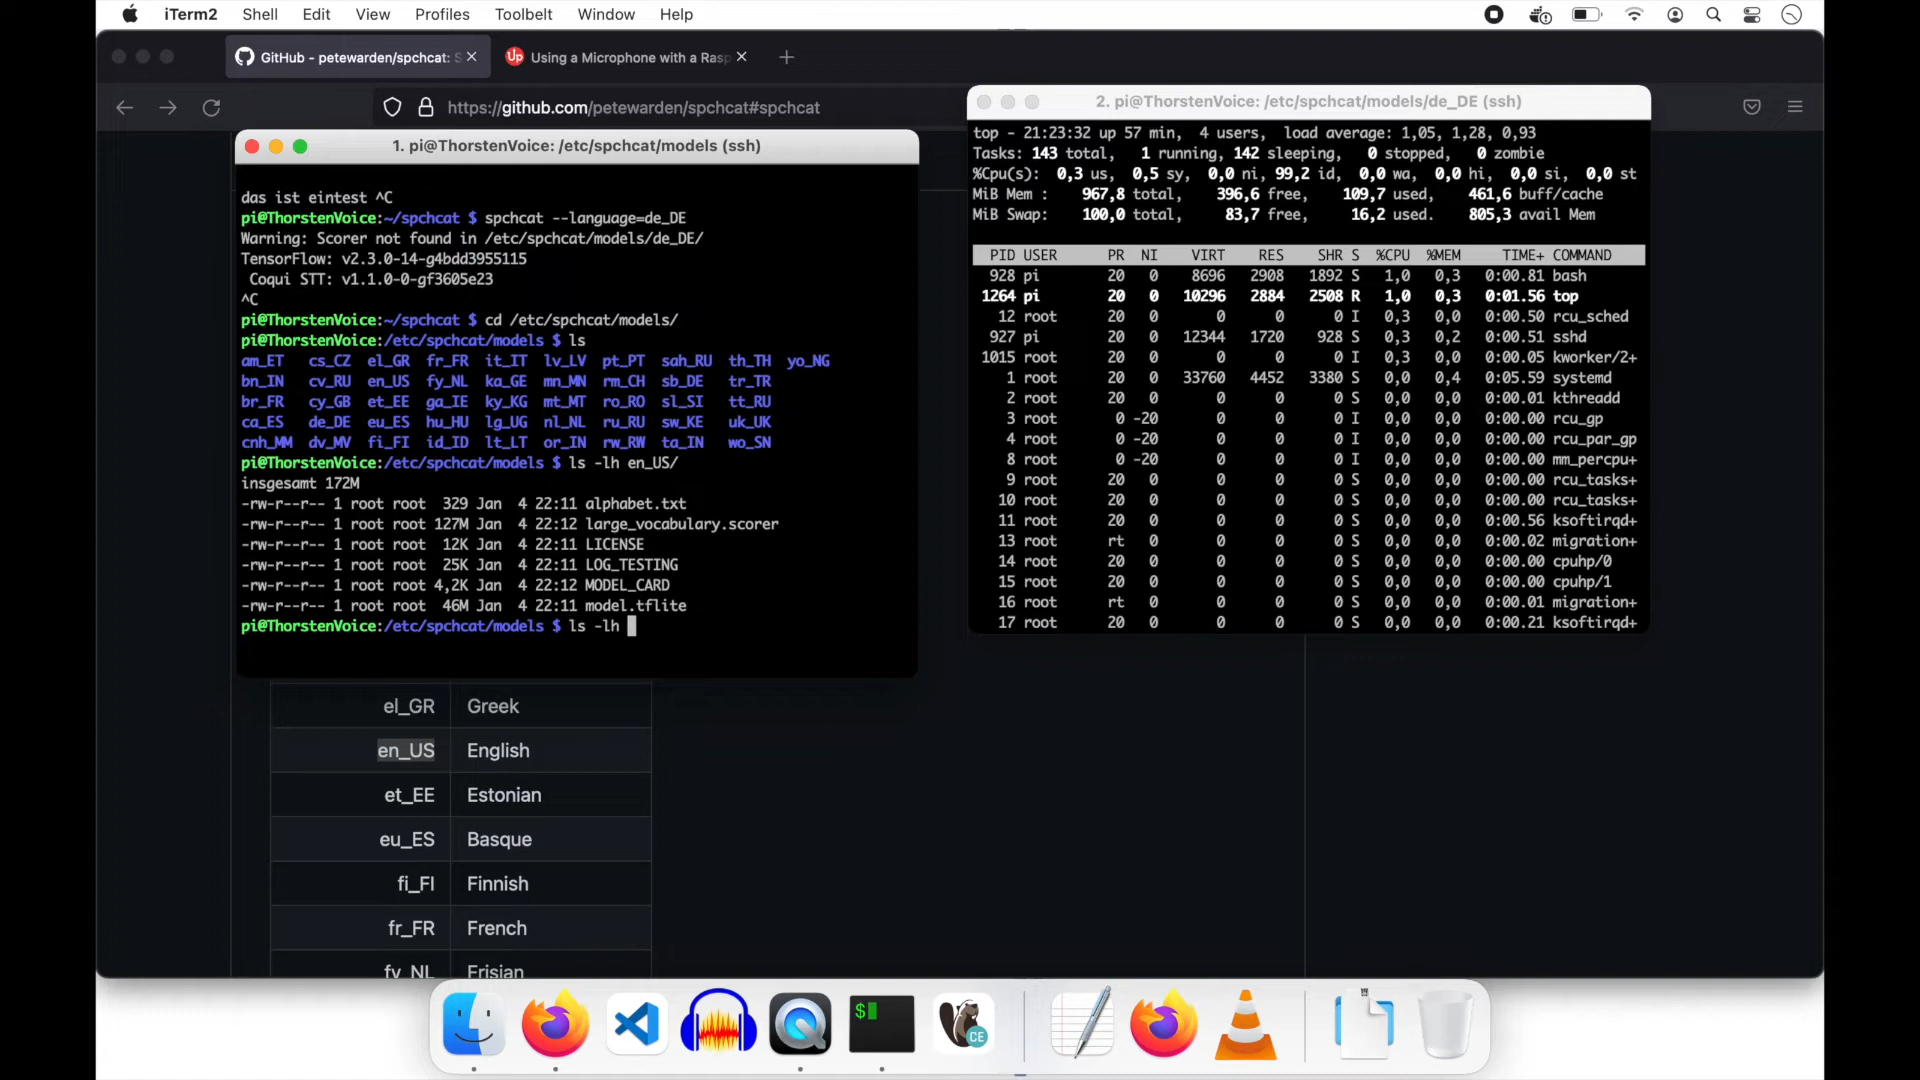 iTerm2 Shell Edit View Profiles Toolbelt Window Help
GitHub - petewarden/spchcat: S
Using a Microphone with a Rasp
https://github.com/petewarden/spchcat#spchcat
1. pi@ThorstenVoice: /etc/spchcat/models (ssh)
das ist eintest ^C
pi@ThorstenVoice:~/spchcat $ spchcat --language=de_DE
Warning: Scorer not found in /etc/spchcat/models/de_DE/
TensorFlow: v2.3.0-14-g4bdd3955115
Coqui STT: v1.1.0-0-gf3605e23
^C
pi@ThorstenVoice:~/spchcat $ cd /etc/spchcat/models/
pi@ThorstenVoice:/etc/spchcat/models $ ls
am_ET cs_CZ el_GR fr_FR it_IT lv_LV pt_PT sah_RU th_TH yo_NG
bn_IN cv_RU en_US fy_NL ka_GE mn_MN rm_CH sb_DE tr_TR
br_FR cy_GB et_EE ga_IE ky_KG mt_MT ro_RO sl_SI tt_RU
ca_ES de_DE eu_ES hu_HU lg_UG nl_NL ru_RU sw_KE uk_UK
cnh_MM dv_MV fi_FI id_ID lt_LT or_IN rw_RW ta_IN wo_SN
pi@ThorstenVoice:/etc/spchcat/models $ ls -lh en_US/
insgesamt 172M
-rw-r--r-- 1 root root 329 Jan 4 22:11 alphabet.txt
-rw-r--r-- 1 root root 127M Jan 4 22:12 large_vocabulary.scorer
-rw-r--r-- 1 root root 12K Jan 4 22:11 LICENSE
-rw-r--r-- 1 root root 25K Jan 4 22:11 LOG_TESTING
-rw-r--r-- 1 root root 4,2K Jan 4 22:12 MODEL_CARD
-rw-r--r-- 1 root root 46M Jan 4 22:11 model.tflite
pi@ThorstenVoice:/etc/spchcat/models $ ls -lh
2. pi@ThorstenVoice: /etc/spchcat/models/de_DE (ssh)
top - 21:23:32 up 57 min, 4 users, load average: 1,05, 1,28, 0,93
Tasks: 143 total, 1 running, 142 sleeping, 0 stopped, 0 zombie
%Cpu(s): 0,3 us, 0,5 sy, 0,0 ni, 99,2 id, 0,0 wa, 0,0 hi, 0,0 si, 0,0 st
MiB Mem : 967,8 total, 396,6 free, 109,7 used, 461,6 buff/cache
MiB Swap: 100,0 total, 83,7 free, 16,2 used. 805,3 avail Mem
PID USER PR NI VIRT RES SHR S %CPU %MEM TIME+ COMMAND
928 pi 20 0 8696 2908 1892 S 1,0 0,3 0:00.81 bash
1264 pi 20 0 10296 2884 2508 R 1,0 0,3 0:01.56 top
12 root 20 0 0 0 0 I 0,3 0,0 0:00.50 rcu_sched
927 pi 20 0 12344 1720 928 S 0,3 0,2 0:00.51 sshd
1015 root 20 0 0 0 0 I 0,3 0,0 0:00.05 kworker/2+
1 root 20 0 33760 4452 3380 S 0,0 0,4 0:05.59 systemd
2 root 20 0 0 0 0 S 0,0 0,0 0:00.01 kthreadd
3 root 0 -20 0 0 0 I 0,0 0,0 0:00.00 rcu_gp
4 root 0 -20 0 0 0 I 0,0 0,0 0:00.00 rcu_par_gp
8 root 0 -20 0 0 0 I 0,0 0,0 0:00.00 mm_percpu+
9 root 20 0 0 0 0 S 0,0 0,0 0:00.00 rcu_tasks+
10 root 20 0 0 0 0 S 0,0 0,0 0:00.00 rcu_tasks+
11 root 20 0 0 0 0 S 0,0 0,0 0:00.56 ksoftirqd+
13 root rt 0 0 0 0 S 0,0 0,0 0:00.02 migration+
14 root 20 0 0 0 0 S 0,0 0,0 0:00.00 cpuhp/0
15 root 20 0 0 0 0 S 0,0 0,0 0:00.00 cpuhp/1
16 root rt 0 0 0 0 S 0,0 0,0 0:00.01 migration+
17 root 20 0 0 0 0 S 0,0 0,0 0:00.21 ksoftirqd+
el_GR Greek
en_US English
et_EE Estonian
eu_ES Basque
fi_FI Finnish
fr_FR French
fy_NL Frisian